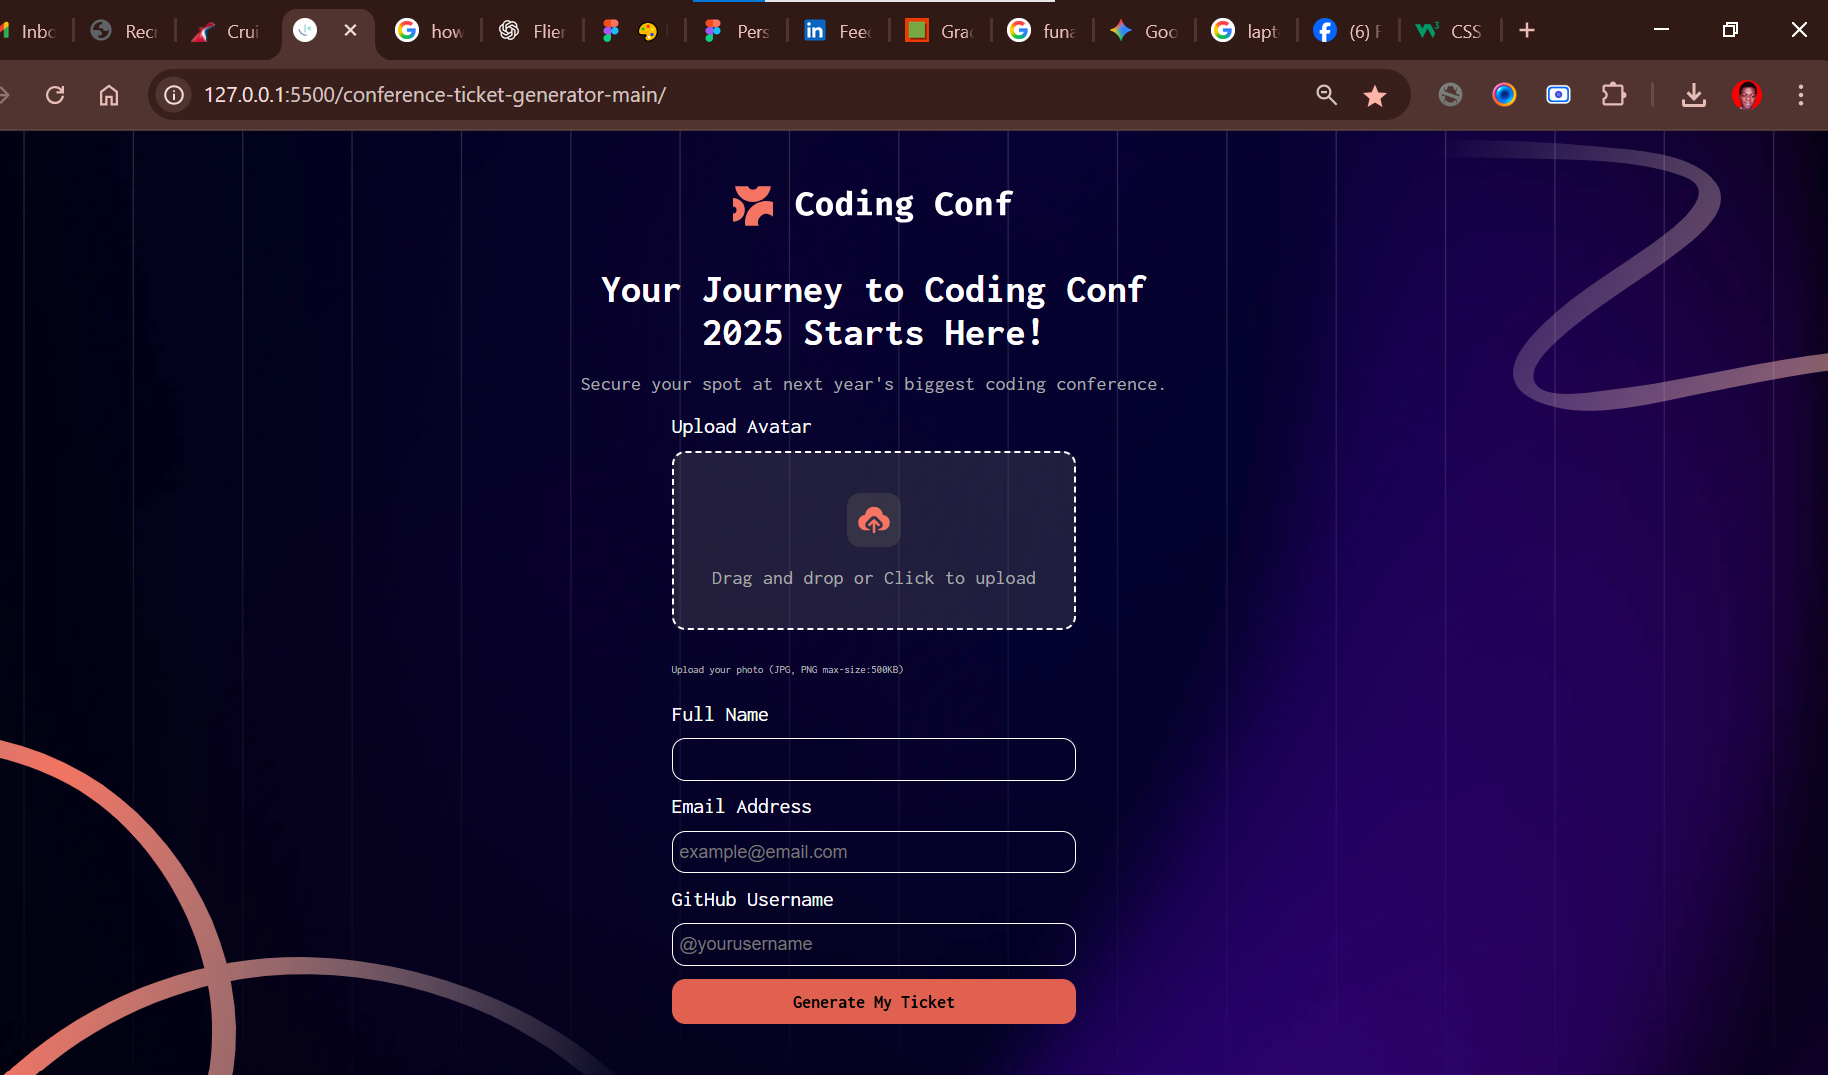 Inbo
Recr
Crui
how
Flier
Pers
Feed
Grad
funa
Goo
lapt
(6) F
CSS
127.0.0.1:5500/conference-ticket-generator-main/
Coding Conf
Your Journey to Coding Conf
2025 Starts Here!
Secure your spot at next year's biggest coding conference.
Upload Avatar
Drag and drop or Click to upload
Upload your photo (JPG, PNG max-size:500KB)
Full Name
Email Address
example@email.com
GitHub Username
@yourusername
Generate My Ticket